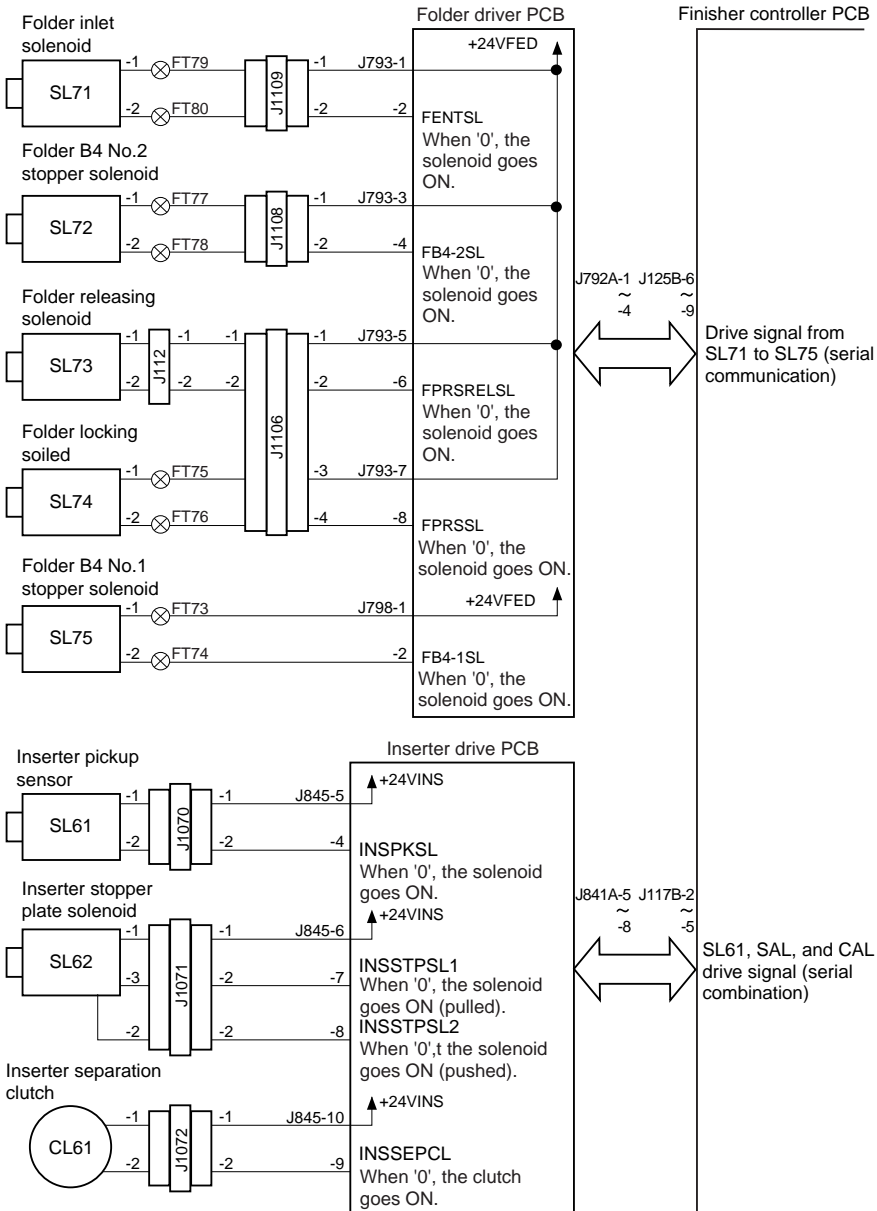 Folder driver PCB
Finisher controller PCB
Folder inlet
solenoid
+24VFED
-1
FT79
-1
J793-1
SL71
J1109
-2
FT80
-2
-2
FENTSL
When '0', the
solenoid goes
ON.
Folder B4 No.2
stopper solenoid
-1
FT77
-1
J793-3
SL72
J1108
-2
FT78
-2
-4
FB4-2SL
When '0', the
solenoid goes
ON.
J792A-1 J125B-6
~ ~
-4 -9
Drive signal from
SL71 to SL75 (serial
communication)
Folder releasing
solenoid
-1
-1
-1
-1
J793-5
SL73
J112
-2
-2
-2
-2
-6
FPRSRELSL
When '0', the
solenoid goes
ON.
J1106
Folder locking
soiled
-1
FT75
-3
J793-7
SL74
-2
FT76
-4
-8
FPRSSL
When '0', the
solenoid goes ON.
Folder B4 No.1
stopper solenoid
+24VFED
-1
FT73
J798-1
SL75
-2
FT74
-2
FB4-1SL
When '0', the
solenoid goes ON.
Inserter drive PCB
Inserter pickup
sensor
+24VINS
-1
-1
J845-5
SL61
J1070
-2
-2
-4
INSPKSL
When '0', the solenoid
goes ON.
Inserter stopper
plate solenoid
+24VINS
-1
-1
J845-6
SL62
J1071
-3
-2
-7
INSSTPSL1
When '0', the solenoid
goes ON (pulled).
-2
-2
-8
INSSTPSL2
When '0',t the solenoid
goes ON (pushed).
J841A-5 J117B-2
~ ~
-8 -5
SL61, SAL, and CAL
drive signal (serial
combination)
Inserter separation
clutch
+24VINS
-1
-1
J845-10
CL61
J1072
-2
-2
-9
INSSEPCL
When '0', the clutch
goes ON.